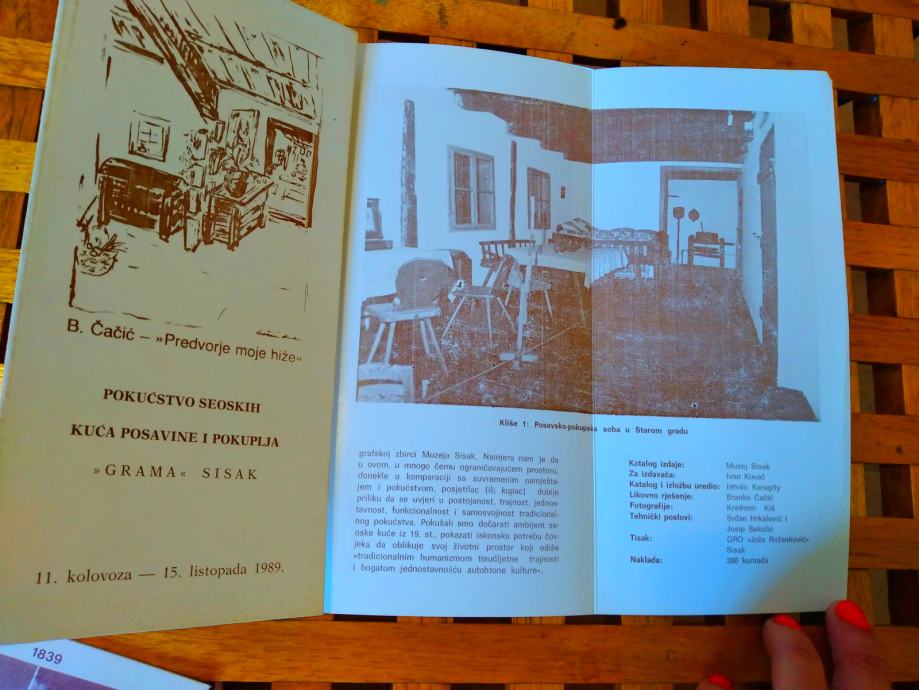 B. Čačić – »Predvorje moje hiže«
POKUĆSTVO SEOSKIH
KUĆA POSAVINE I POKUPLJA
»GRAMA« SISAK
11. kolovoza — 15. listopada 1989.
Kliše 1: Posavsko-pokupska soba u Starom gradu
grafskoj zbirci Muzeja Sisak. Namjera nam je da
u ovom, u mnogo čemu ograničavajućem prostoru,
donekle u komparaciji sa suvremenim namješta-
jem i pokućstvom, posjetilac (ili kupac) dobije
priliku da se uvjeri u postojanost, trajnost, jednos-
tavnost, funkcionalnost i samosvojnost tradicional-
nog pokućstva. Pokušali smo dočarati ambijent se-
oske kuće iz 19. st., pokazati iskonsku potrebu čov-
jeka da oblikuje svoj životni prostor koji odiše
»tradicionalnim humanizmom tisućljetne trajnosti
i bogatom jednostavnošću autohtone kulture«.
Katalog izdaje: Muzej Sisak
Za izdavača: Ivan Kovač
Katalog i izložbu uredio: István Karagity
Likovno rješenje: Branko Čačić
Fotografije: Krešimir Kiš
Tehnički poslovi: Srđan Hrkalović i
Josip Sekulić
Tisak: GRO »Joža Rožanković«
Sisak
Naklada: 300 komada
1839